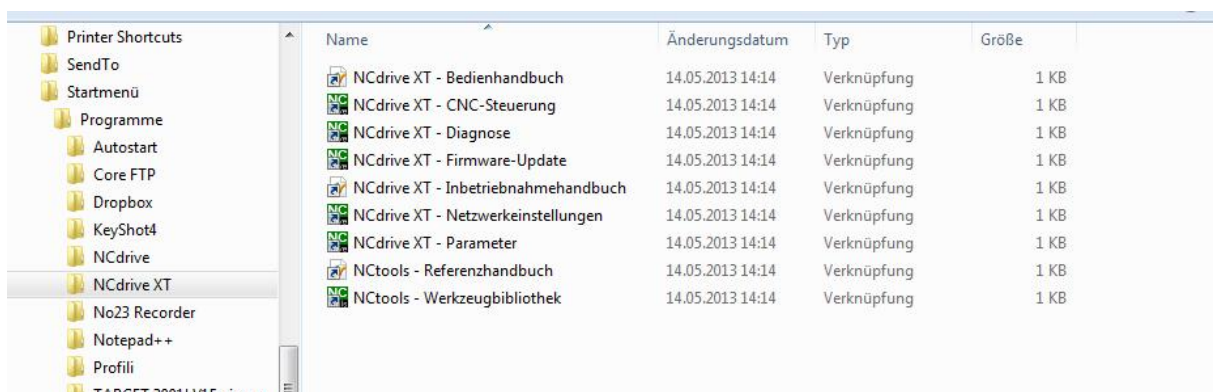 Printer Shortcuts
SendTo
Startmenü
Programme
Autostart
Core FTP
Dropbox
KeyShot4
NCdrive
NCdrive XT
No23 Recorder
Notepad++
Profili
Name Änderungsdatum Typ Größe
NCdrive XT - Bedienhandbuch 14.05.2013 14:14 Verknüpfung 1 KB
NCdrive XT - CNC-Steuerung 14.05.2013 14:14 Verknüpfung 1 KB
NCdrive XT - Diagnose 14.05.2013 14:14 Verknüpfung 1 KB
NCdrive XT - Firmware-Update 14.05.2013 14:14 Verknüpfung 1 KB
NCdrive XT - Inbetriebnahmehandbuch 14.05.2013 14:14 Verknüpfung 1 KB
NCdrive XT - Netzwerkeinstellungen 14.05.2013 14:14 Verknüpfung 1 KB
NCdrive XT - Parameter 14.05.2013 14:14 Verknüpfung 1 KB
NCtools - Referenzhandbuch 14.05.2013 14:14 Verknüpfung 1 KB
NCtools - Werkzeugbibliothek 14.05.2013 14:14 Verknüpfung 1 KB